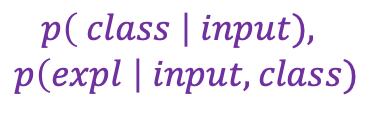 p( class | input),
p(expl | input, class)